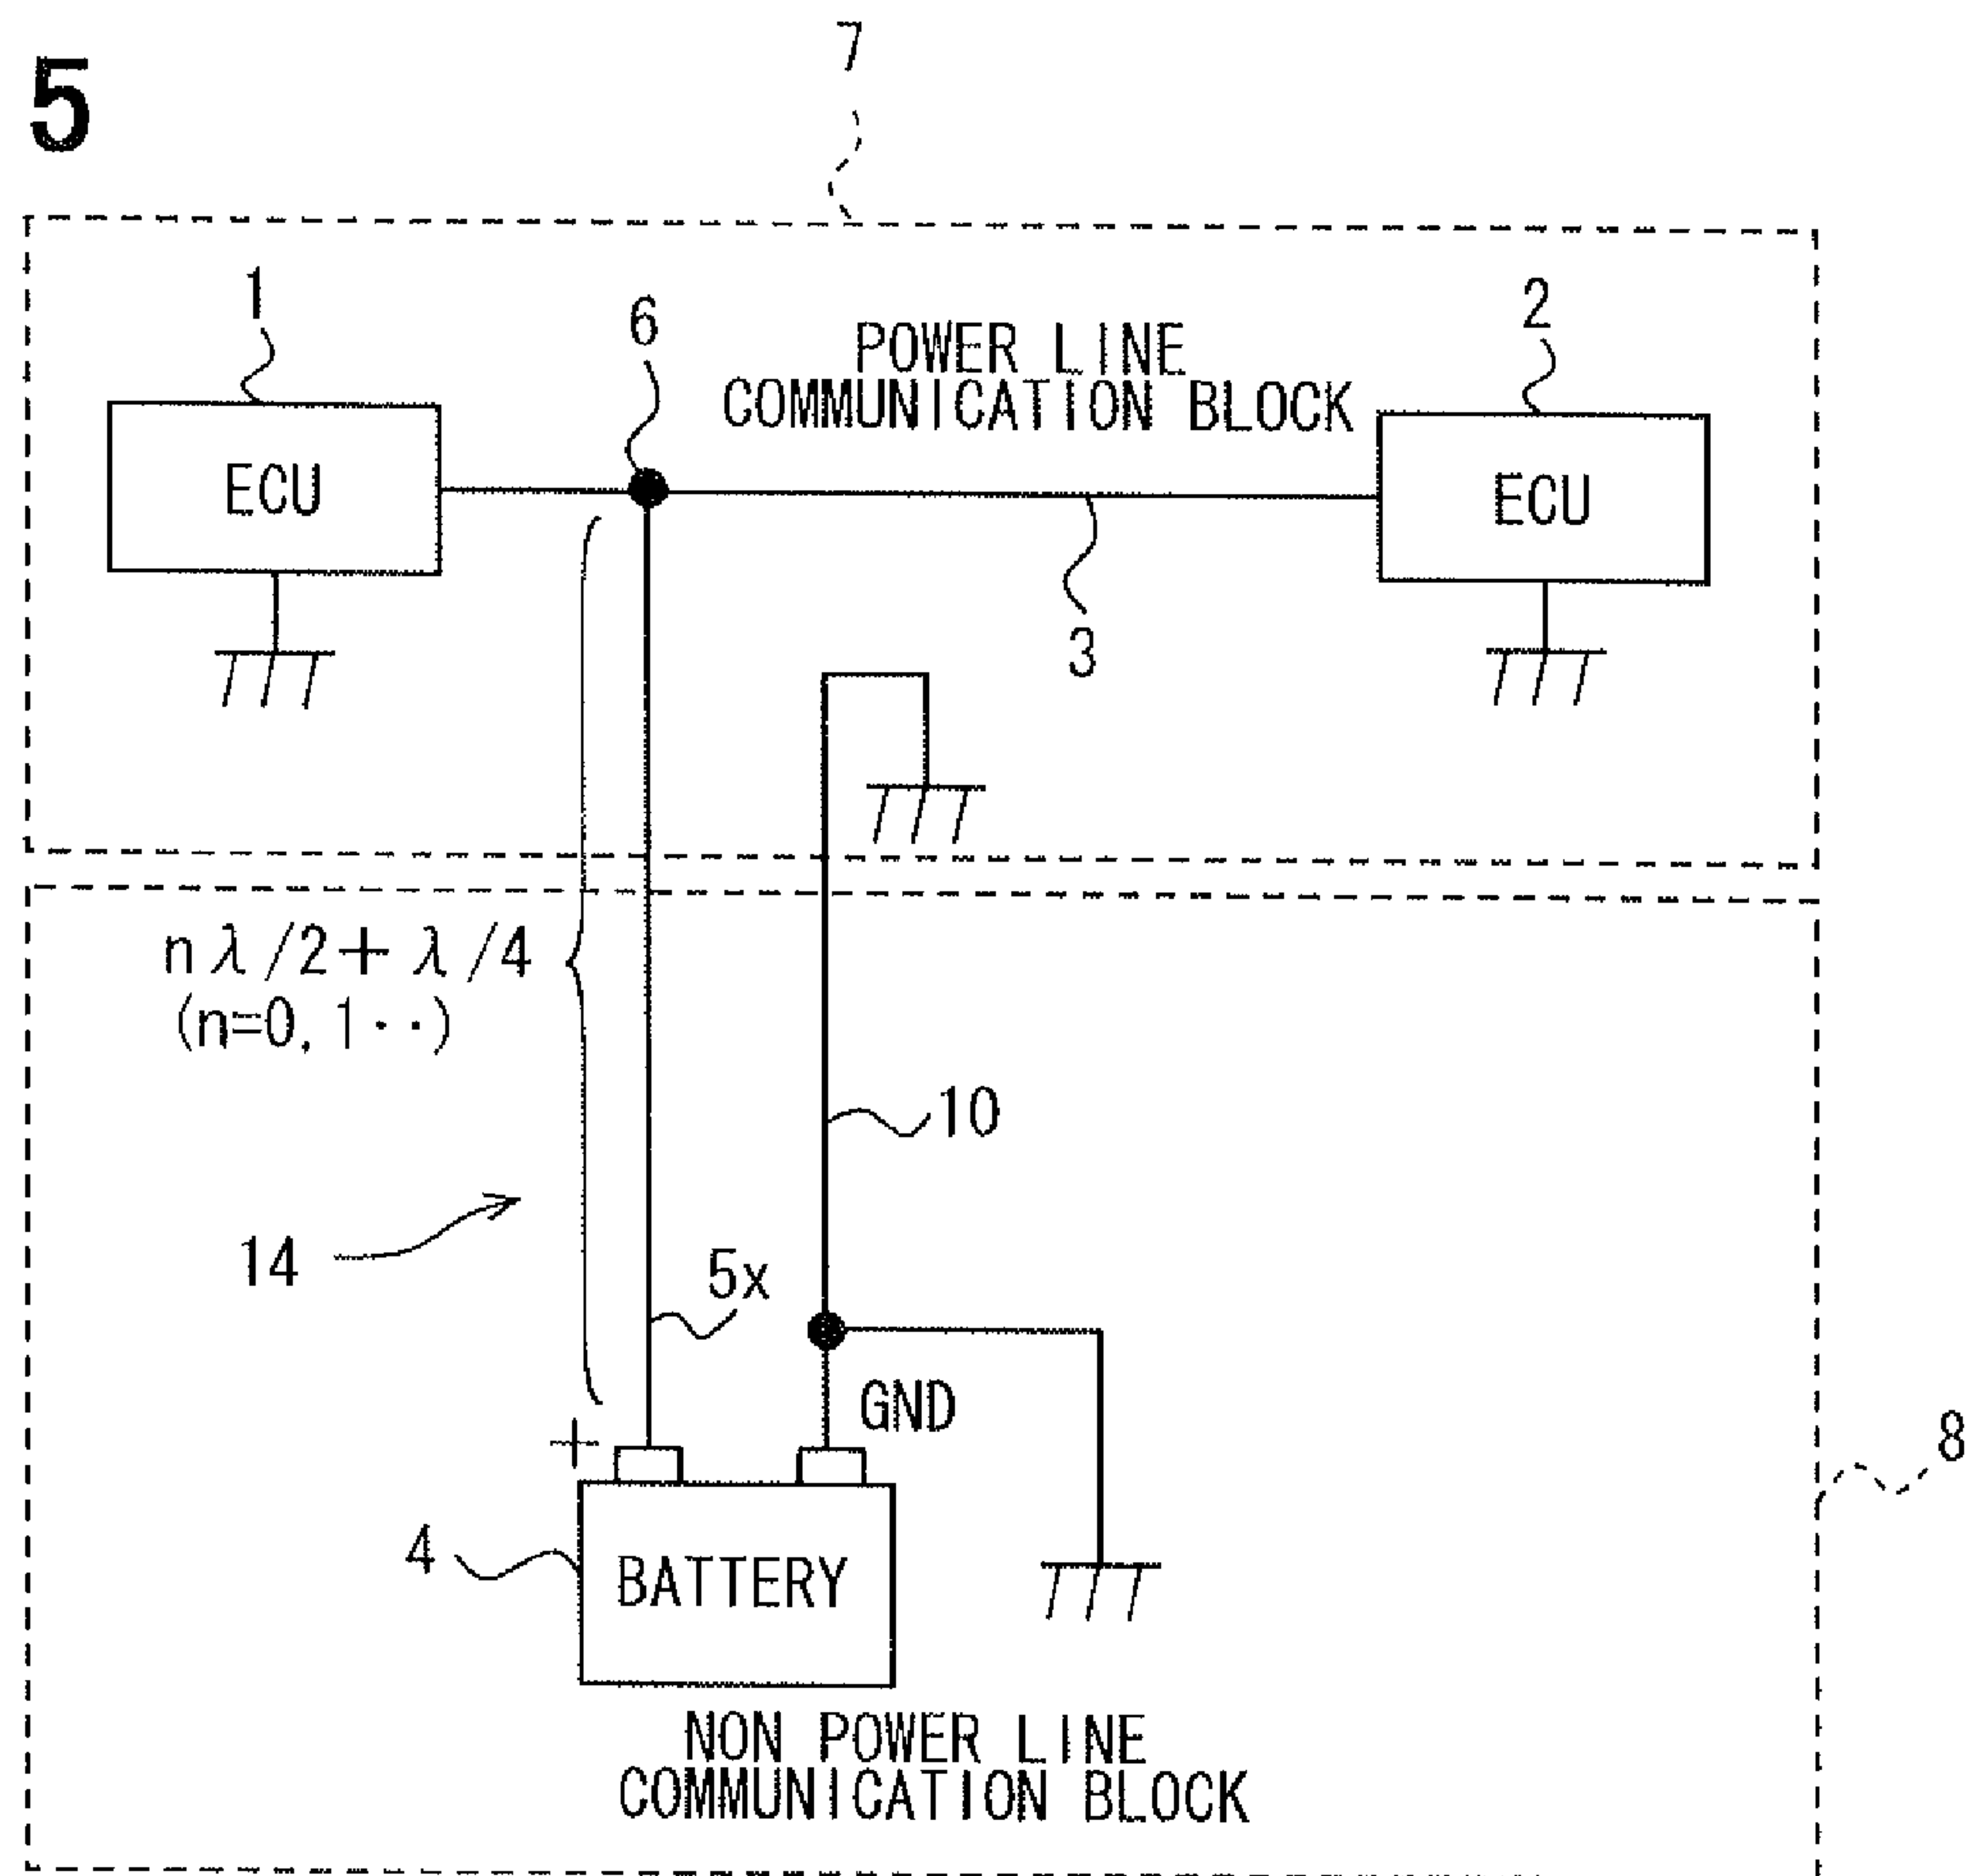 7
5
1
6
2
POWER LINE
COMMUNICATION BLOCK
ECU
ECU
3
nλ/2+λ/4
(n=0,1··)
10
14
5x
GND
+
8
4
BATTERY
NON POWER LINE
COMMUNICATION BLOCK